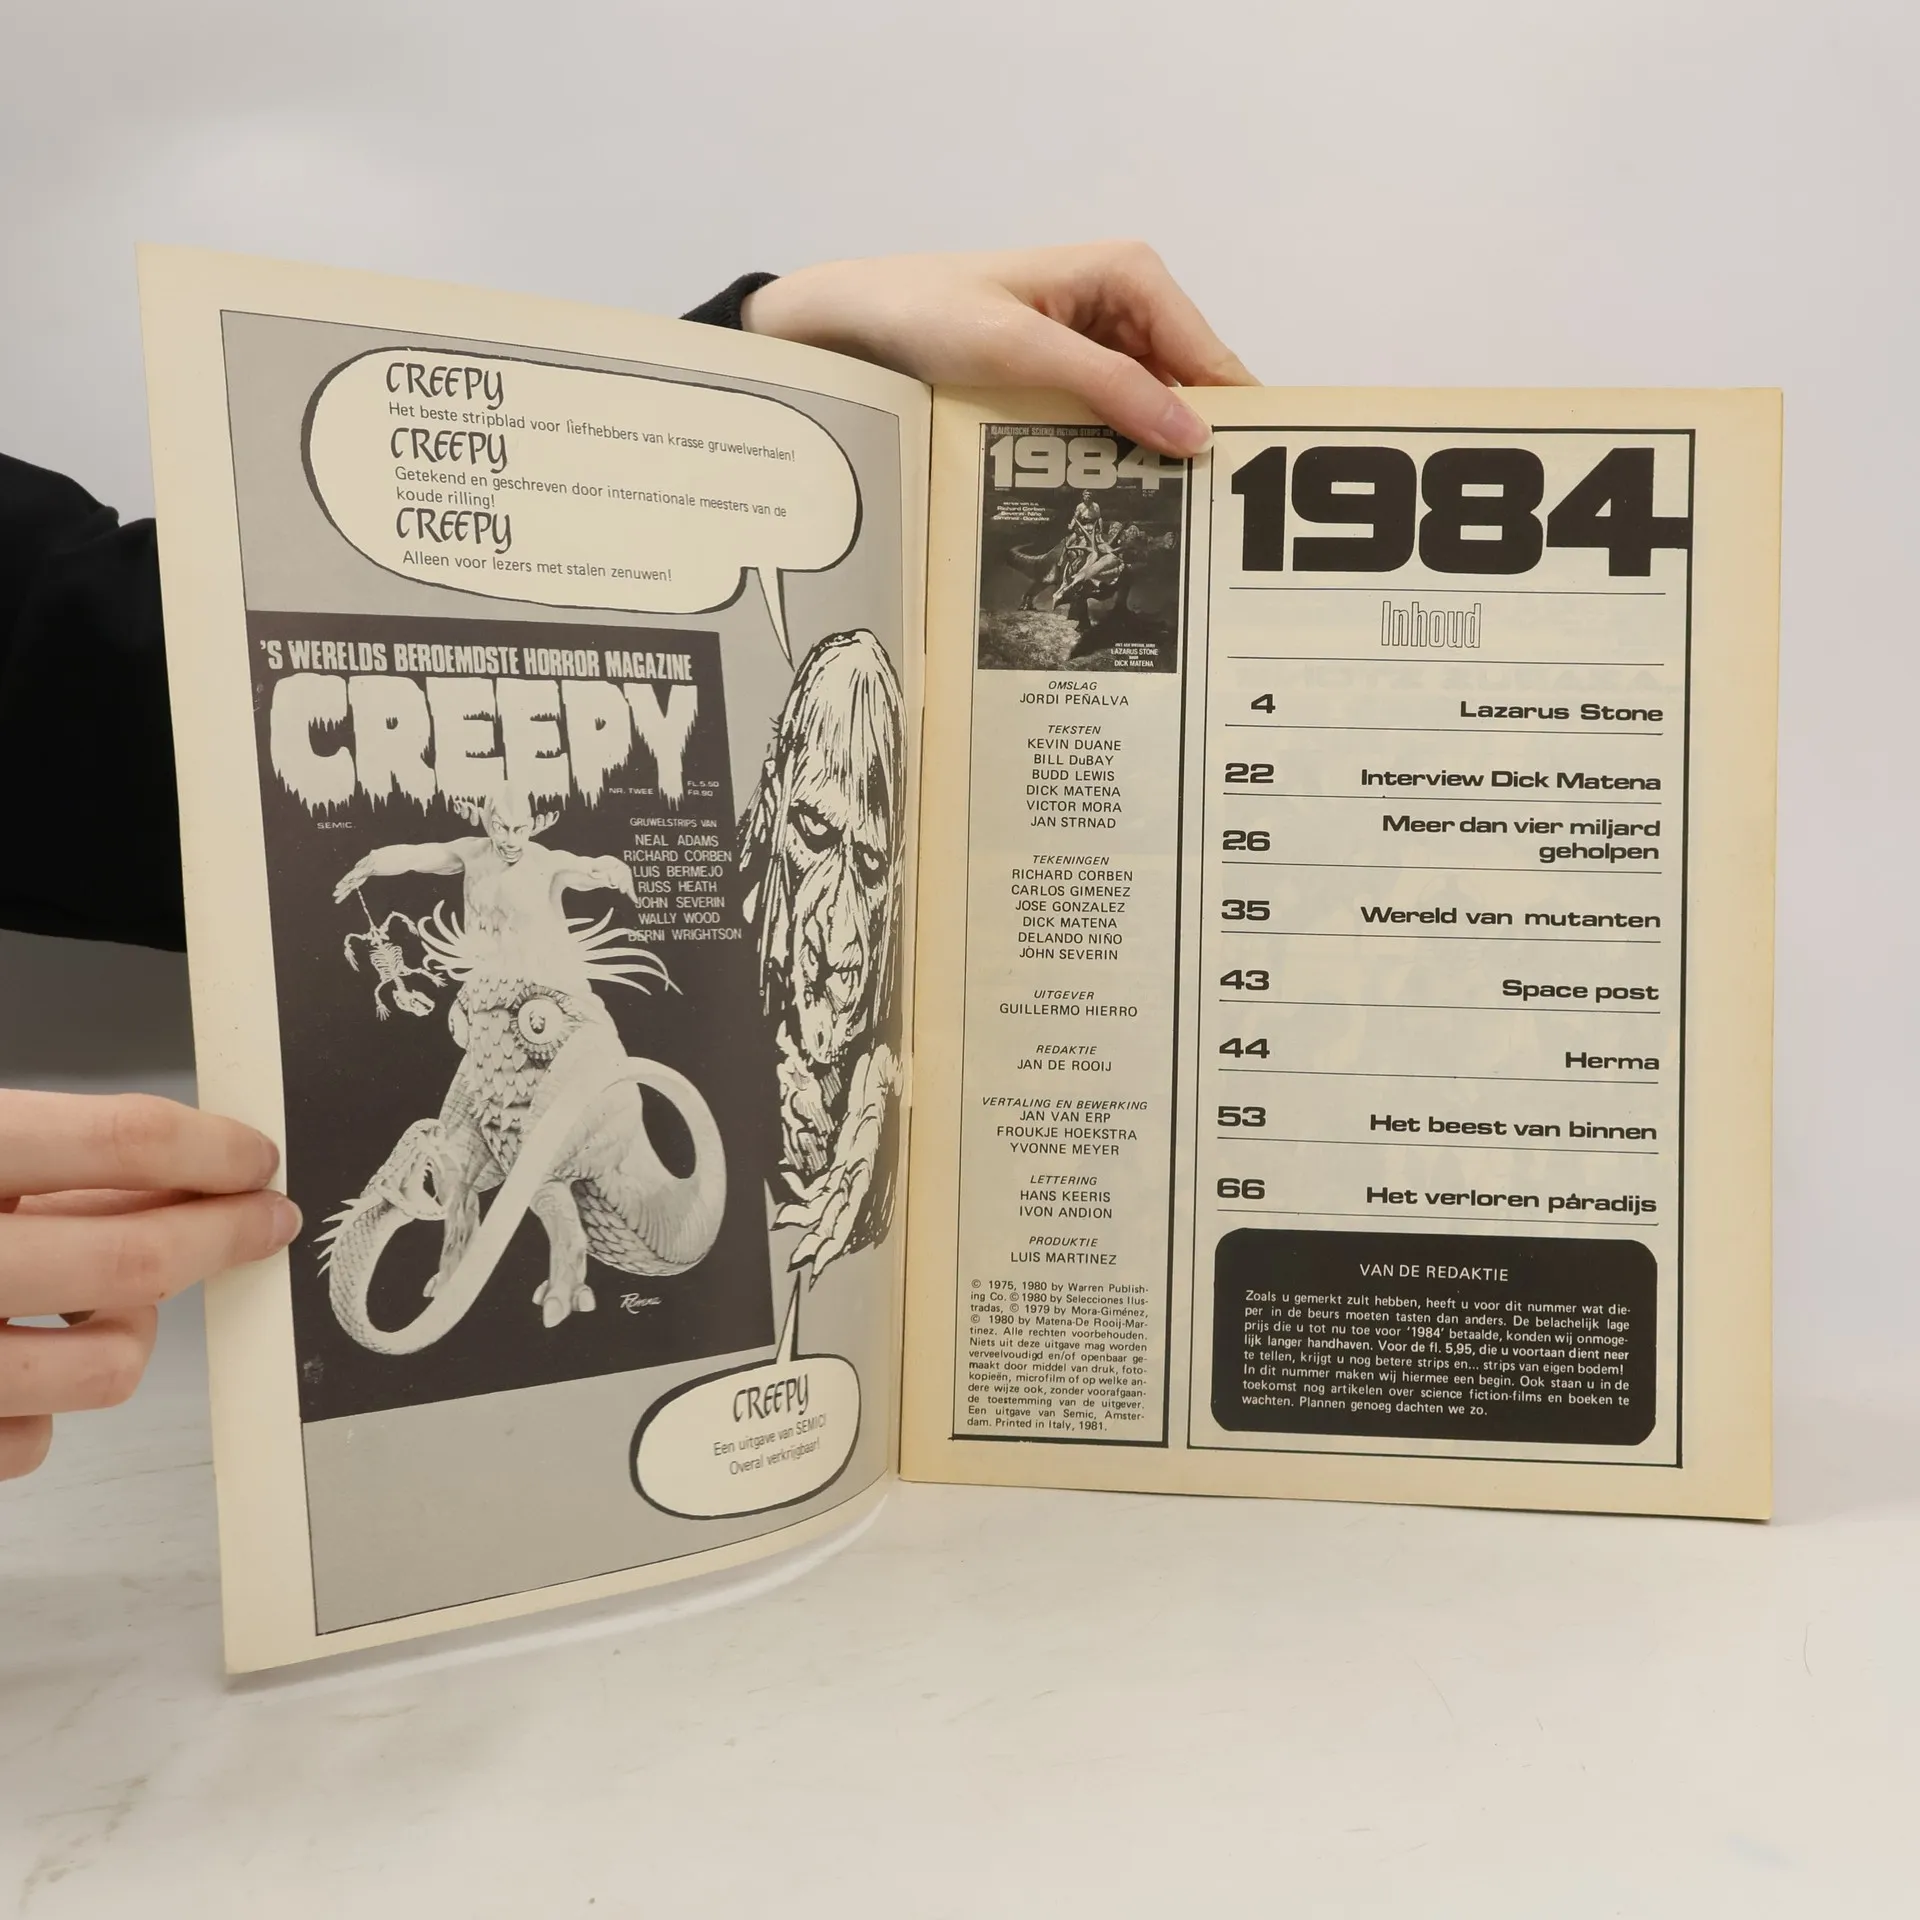 CREEPY
Het beste stripblad voor liefhebbers van krasse gruwelverhalen!
CREEPY
Getekend en geschreven door internationale meesters van de
koude rilling!
CREEPY
Alleen voor lezers met stalen zenuwen!
'S WERELDS BEROEMDSTE HORROR MAGAZINE
CREEPY
NR. TWEE
FL.5.50
FR.90
SEMIC.
GRUWELSTRIPS VAN
NEAL ADAMS
RICHARD CORBEN
LUIS BERMEJO
RUSS HEATH
JOHN SEVERIN
WALLY WOOD
BERNI WRIGHTSON
CREEPY
Een uitgave van SEMIC!
Overal verkrijgbaar!
SCIENCE FICTION STRIPS
1984
Richard Corben
LAZARUS STONE
DICK MATENA
OMSLAG
JORDI PEÑALVA
TEKSTEN
KEVIN DUANE
BILL DuBAY
BUDD LEWIS
DICK MATENA
VICTOR MORA
JAN STRNAD
TEKENINGEN
RICHARD CORBEN
CARLOS GIMENEZ
JOSE GONZALEZ
DICK MATENA
DELANDO NIÑO
JOHN SEVERIN
UITGEVER
GUILLERMO HIERRO
REDAKTIE
JAN DE ROOIJ
VERTALING EN BEWERKING
JAN VAN ERP
FROUKJE HOEKSTRA
YVONNE MEYER
LETTERING
HANS KEERIS
IVON ANDION
PRODUKTIE
LUIS MARTINEZ
© 1975, 1980 by Warren Publish-
ing Co. © 1980 by Selecciones Ilus-
tradas, © 1979 by Mora-Giménez,
© 1980 by Matena-De Rooij-Mar-
tinez. Alle rechten voorbehouden.
Niets uit deze uitgave mag worden
verveelvoudigd en/of openbaar ge-
maakt door middel van druk, foto-
kopieën, microfilm of op welke an-
dere wijze ook, zonder voorafgaan-
de toestemming van de uitgever.
Een uitgave van Semic, Amster-
dam. Printed in Italy, 1981.
1984
Inhoud
4 Lazarus Stone
22 Interview Dick Matena
26 Meer dan vier miljard
geholpen
35 Wereld van mutanten
43 Space post
44 Herma
53 Het beest van binnen
66 Het verloren páradijs
VAN DE REDAKTIE
Zoals u gemerkt zult hebben, heeft u voor dit nummer wat die-
per in de beurs moeten tasten dan anders. De belachelijk lage
prijs die u tot nu toe voor '1984' betaalde, konden wij onmoge-
lijk langer handhaven. Voor de fl. 5,95, die u voortaan dient neer
te tellen, krijgt u nog betere strips en... strips van eigen bodem!
In dit nummer maken wij hiermee een begin. Ook staan u in de
toekomst nog artikelen over science fiction-films en boeken te
wachten. Plannen genoeg dachten we zo.